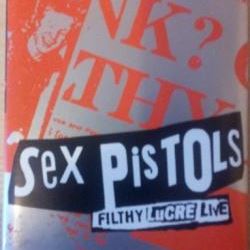 NK?
THY
SEX PISTOLS
FILTHY LUCRE LIVE